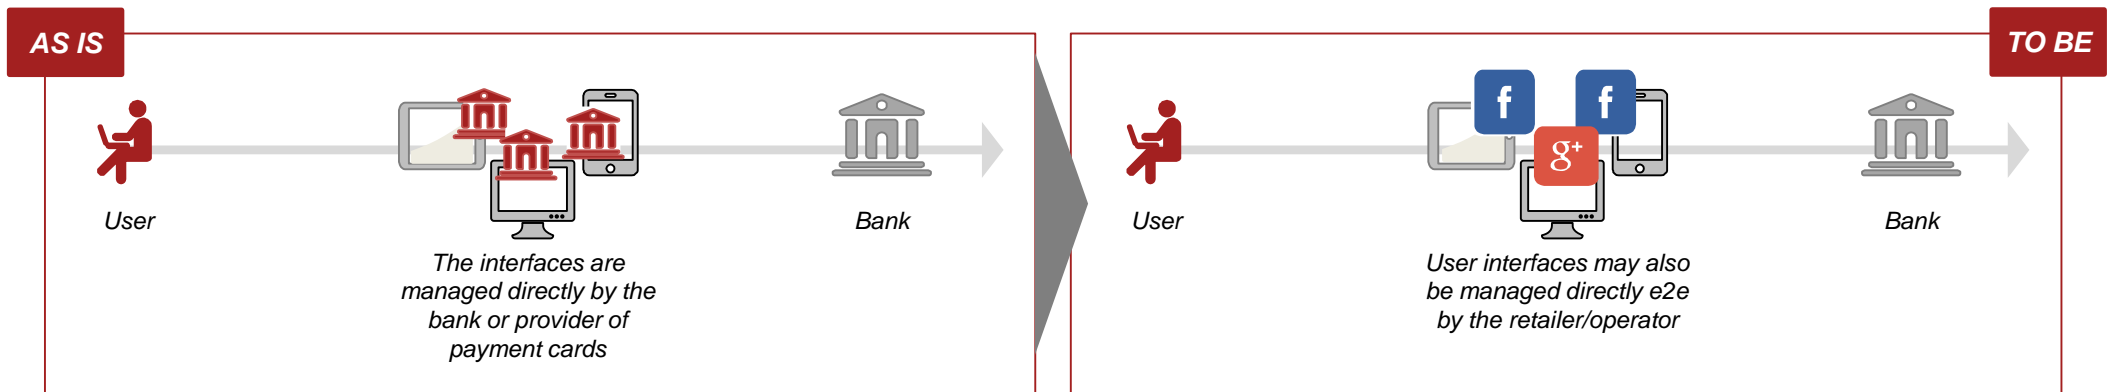 AS IS
User
The interfaces are
managed directly by the
bank or provider of
payment cards
Bank
TO BE
User
f
f
g+
User interfaces may also
be managed directly e2e
by the retailer/operator
Bank